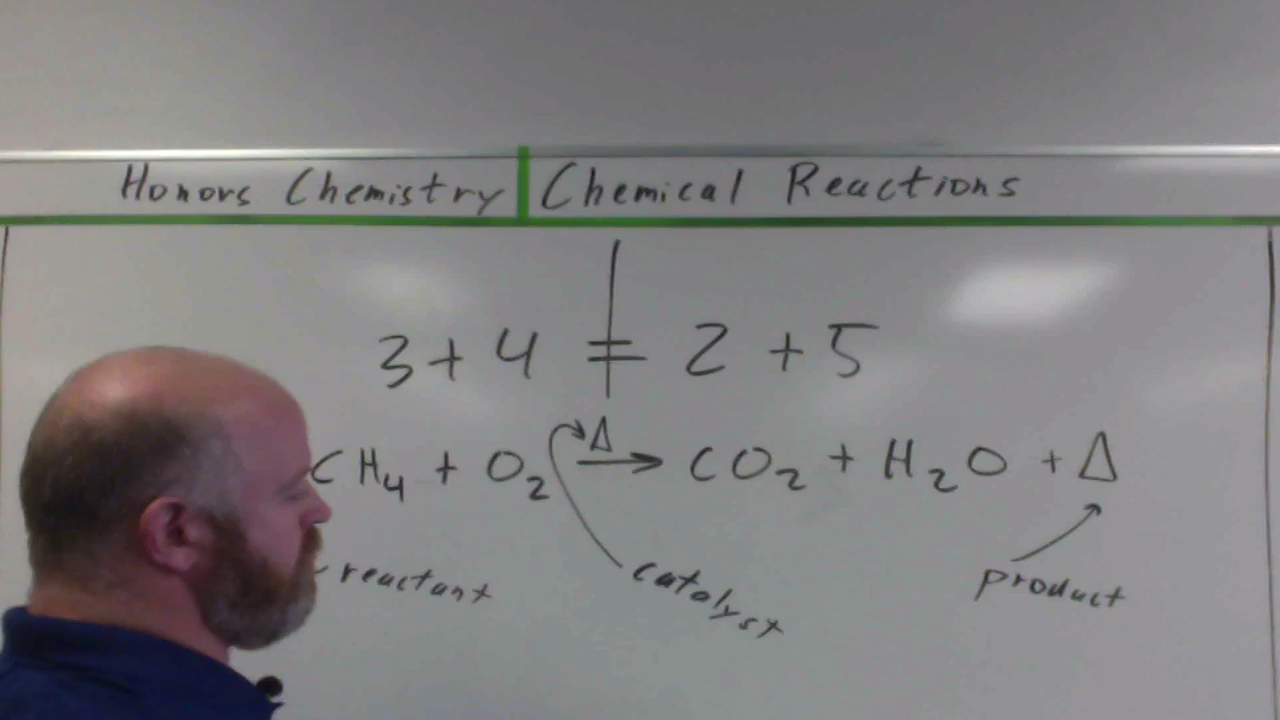 Honors Chemistry | Chemical Reactions
3 + 4 = 2 + 5
CH₄ + O₂ Δ→ CO₂ + H₂O + Δ
reactant
catalyst
product